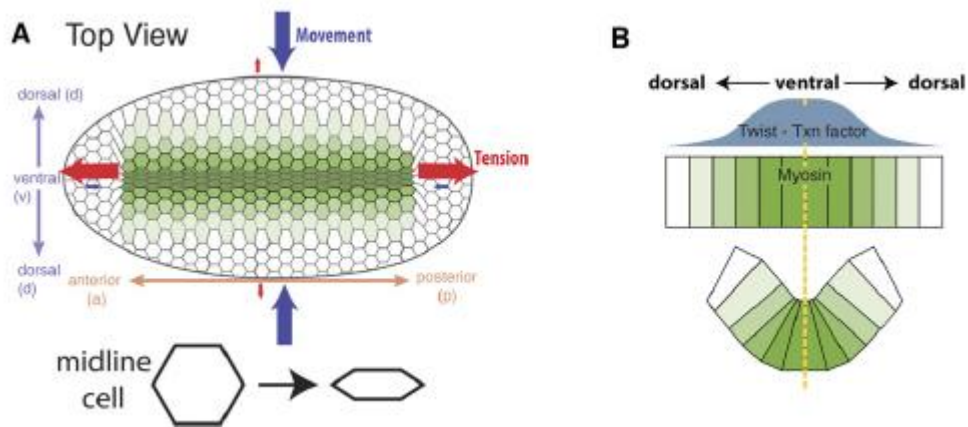 A
Top View
Movement
dorsal (d)
ventral
(v)
Tension
dorsal
(d)
anterior
(a)
posterior
(p)
midline
cell
B
dorsal
ventral
dorsal
Twist - Txn factor
Myosin